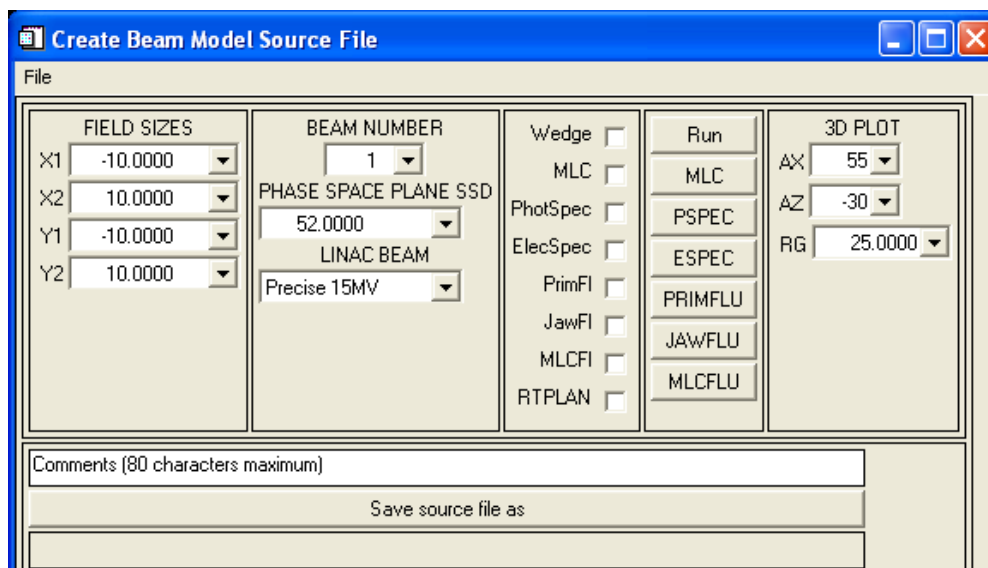 Create Beam Model Source File
File
FIELD SIZES
X1 -10.0000
X2 10.0000
Y1 -10.0000
Y2 10.0000
BEAM NUMBER
1
PHASE SPACE PLANE SSD
52.0000
LINAC BEAM
Precise 15MV
Wedge
MLC
PhotSpec
ElecSpec
PrimFl
JawFl
MLCFl
RTPLAN
Run
MLC
PSPEC
ESPEC
PRIMFLU
JAWFLU
MLCFLU
3D PLOT
AX 55
AZ -30
RG 25.0000
Comments (80 characters maximum)
Save source file as